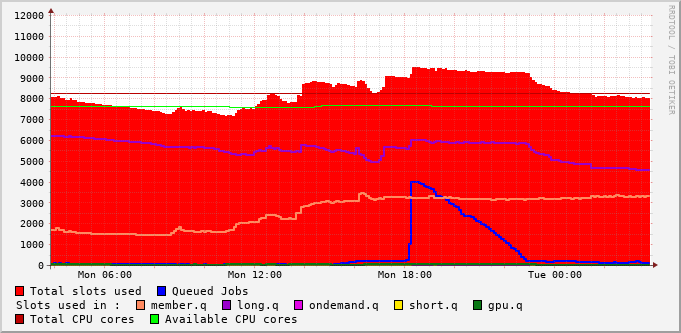 RRDTOOL / TOBI OETIKER
12000
11000
10000
9000
8000
7000
6000
5000
4000
3000
2000
1000
0
Mon 06:00 Mon 12:00 Mon 18:00 Tue 00:00
Total slots used Queued Jobs
Slots used in : member.q long.q ondemand.q short.q gpu.q
Total CPU cores Available CPU cores